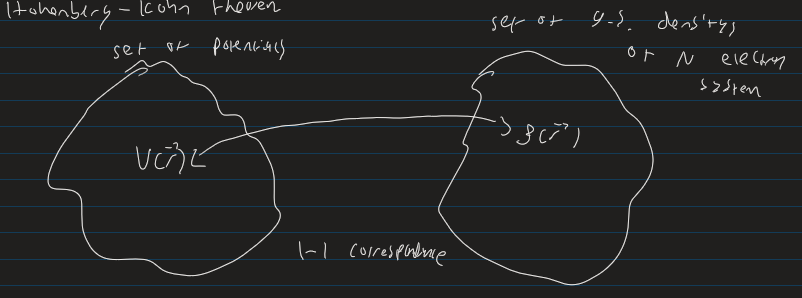 Hohenberg-Kohn theorem
set of potentials
set of g.s. densitys
of N electron
system
V(r⃗)
ρ(r⃗)
1-1 correspondence